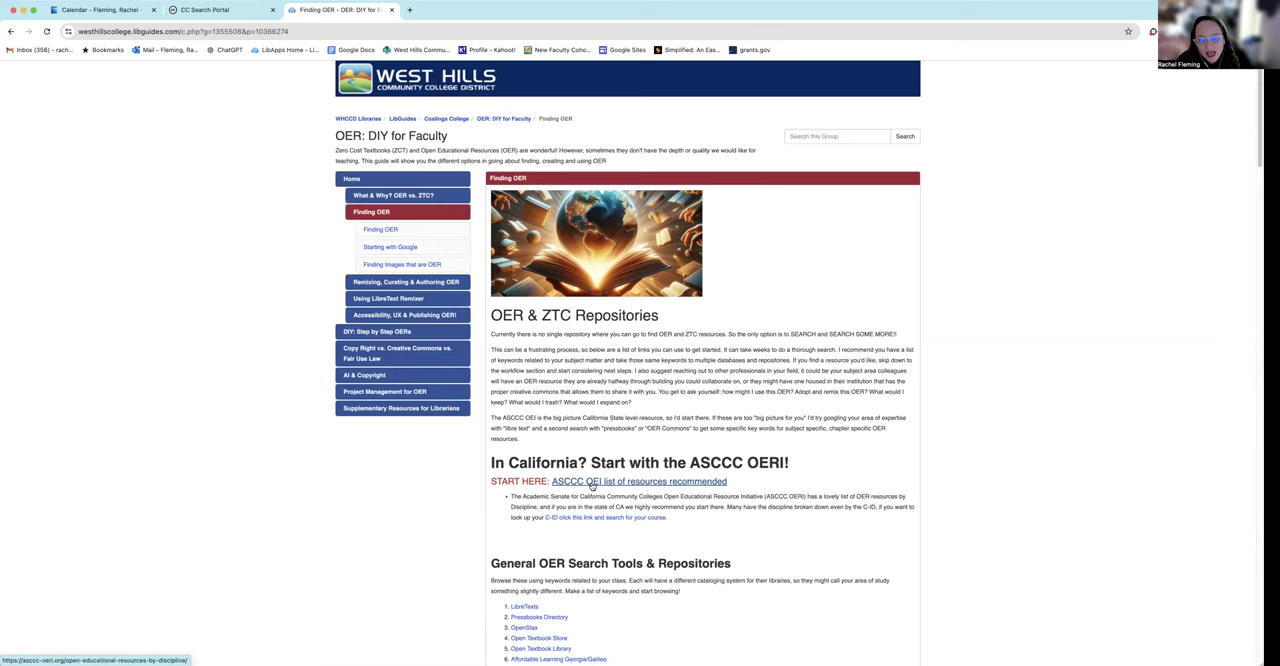 Calendar - Fleming, Rachel -
CC Search Portal
Finding OER - OER: DIY for F
westhillscollege.libguides.com/c.php?g=1355508&p=10366274
Inbox (346) - rach...
Bookmarks
Mail - Fleming, Ra...
ChatGPT
LibApps Home - Li...
Google Docs
West Hills Commu...
Profile - Kahoot!
New Faculty Coho...
Google Sites
Simplified: An Eas...
grants.gov
Rachel Fleming
WEST HILLS
COMMUNITY COLLEGE DISTRICT
WHCCD Libraries / LibGuides / Coalinga College / OER: DIY for Faculty / Finding OER
OER: DIY for Faculty
Search this Group
Search
Zero Cost Textbooks (ZCT) and Open Educational Resources (OER) are wonderful! However, sometimes they don't have the depth or quality we would like for
teaching. This guide will show you the different options in going about finding, creating and using OER
Home
What & Why? OER vs. ZTC?
Finding OER
Finding OER
Starting with Google
Finding Images that are OER
Remixing, Curating & Authoring OER
Using LibreText Remixer
Accessibility, UX & Publishing OER!
DIY: Step by Step OERs
Copy Right vs. Creative Commons vs.
Fair Use Law
AI & Copyright
Project Management for OER
Supplementary Resources for Librarians
Finding OER
OER & ZTC Repositories
Currently there is no single repository where you can go to find OER and ZTC resources. So the only option is to SEARCH and SEARCH SOME MORE!!
This can be a frustrating process, so below are a list of links you can use to get started. It can take weeks to do a thorough search. I recommend you have a list
of keywords related to your subject matter and take those same keywords to multiple databases and repositories. If you find a resource you'd like, skip down to
the workflow section and start considering next steps. I also suggest reaching out to other professionals in your field, it could be your subject area colleagues
will have an OER resource they are already halfway through building you could collaborate on, or they might have one housed in their institution that has the
proper creative commons that allows them to share it with you. You get to ask yourself: how might I use this OER? Adopt and remix this OER? What would I
keep? What would I trash? What would I expand on?
The ASCCC OEI is the big picture California State level resource, so I'd start there. If these are too "big picture for you" I'd try googling your area of expertise
with "libre text" and a second search with "pressbooks" or "OER Commons" to get some specific key words for subject specific, chapter specific OER
resources.
In California? Start with the ASCCC OERI!
START HERE: ASCCC OEI list of resources recommended
• The Academic Senate for California Community Colleges Open Educational Resource Initiative (ASCCC OERI) has a lovely list of OER resources by
Discipline, and if you are in the state of CA we highly recommend you start there. Many have the discipline broken down even by the C-ID, if you want to
look up your C-ID click this link and search for your course.
General OER Search Tools & Repositories
Browse these using keywords related to your class. Each will have a different cataloging system for their libraries, so they might call your area of study
something slightly different. Make a list of keywords and start browsing!
1. LibreTexts
2. Pressbooks Directory
3. OpenStax
4. Open Textbook Store
5. Open Textbook Library
6. Affordable Learning Georgia/Galileo
https://asccc-oeri.org/open-educational-resources-by-discipline/